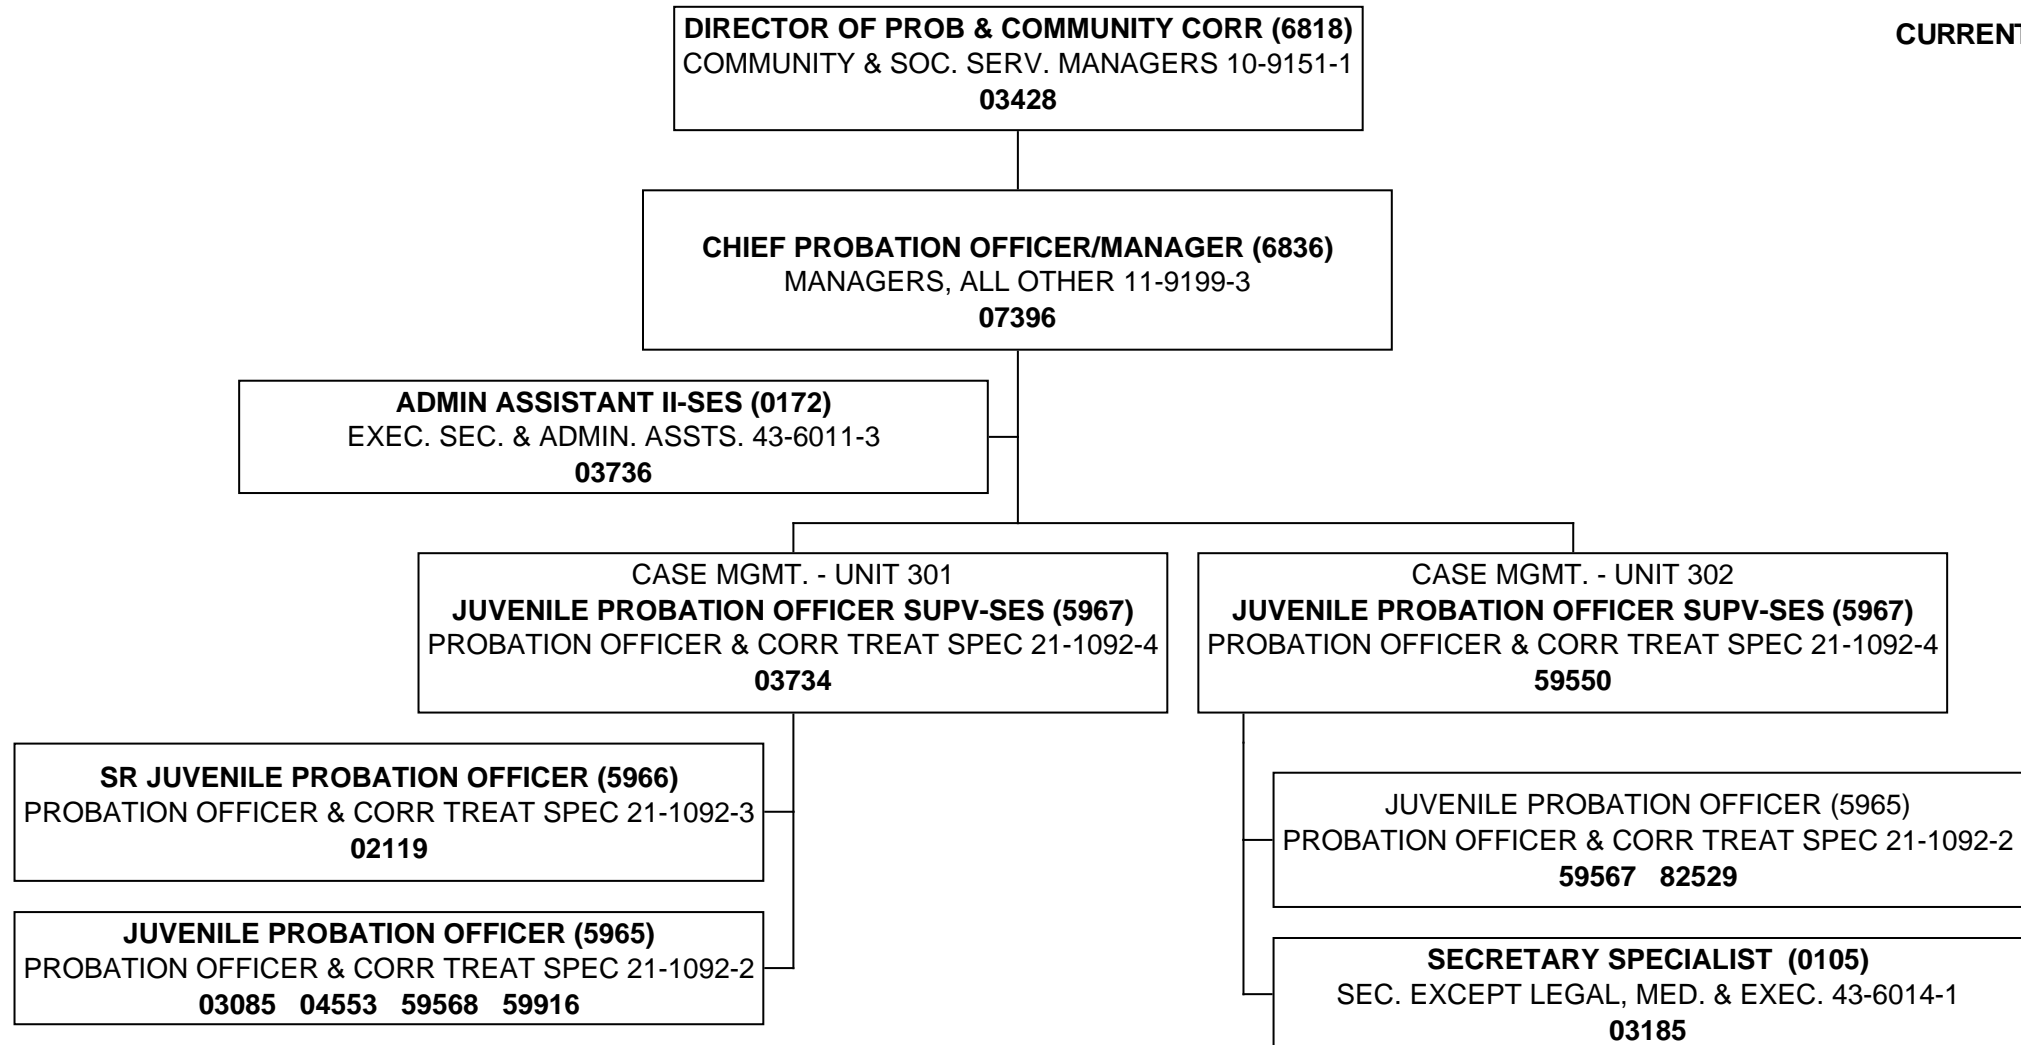 DIRECTOR OF PROB & COMMUNITY CORR (6818)
COMMUNITY & SOC. SERV. MANAGERS 10-9151-1
03428
CURRENT
CHIEF PROBATION OFFICER/MANAGER (6836)
MANAGERS, ALL OTHER 11-9199-3
07396
ADMIN ASSISTANT II-SES (0172)
EXEC. SEC. & ADMIN. ASSTS. 43-6011-3
03736
CASE MGMT. - UNIT 301
JUVENILE PROBATION OFFICER SUPV-SES (5967)
PROBATION OFFICER & CORR TREAT SPEC 21-1092-4
03734
CASE MGMT. - UNIT 302
JUVENILE PROBATION OFFICER SUPV-SES (5967)
PROBATION OFFICER & CORR TREAT SPEC 21-1092-4
59550
SR JUVENILE PROBATION OFFICER (5966)
PROBATION OFFICER & CORR TREAT SPEC 21-1092-3
02119
JUVENILE PROBATION OFFICER (5965)
PROBATION OFFICER & CORR TREAT SPEC 21-1092-2
03085 04553 59568 59916
JUVENILE PROBATION OFFICER (5965)
PROBATION OFFICER & CORR TREAT SPEC 21-1092-2
59567 82529
SECRETARY SPECIALIST (0105)
SEC. EXCEPT LEGAL, MED. & EXEC. 43-6014-1
03185